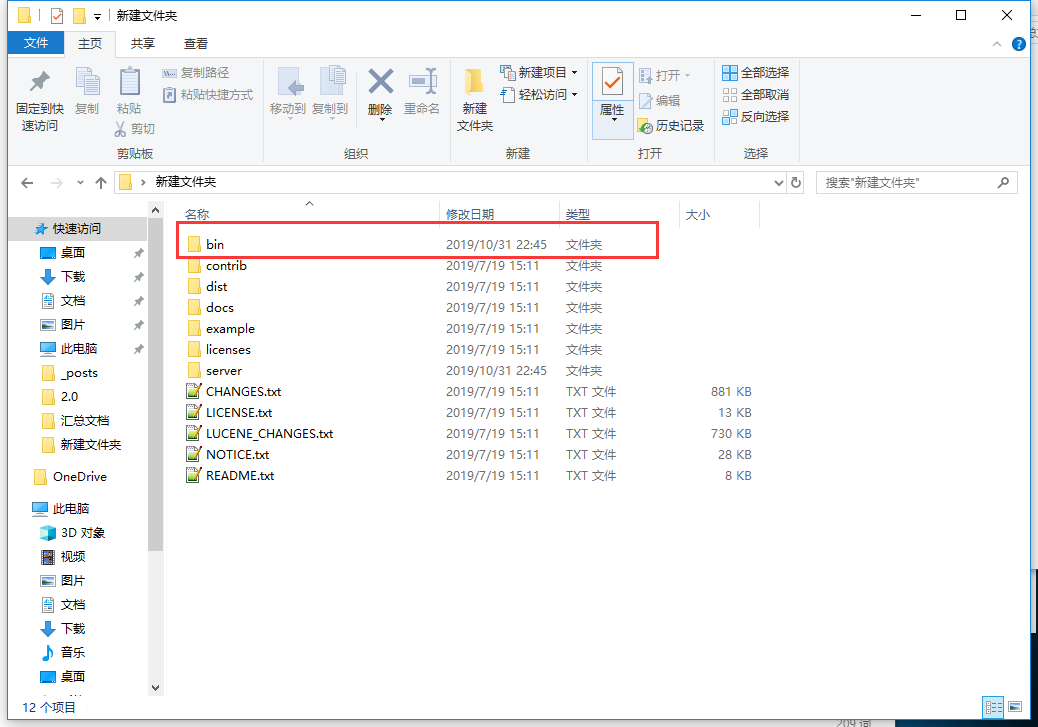 新建文件夹
文件 主页 共享 查看
固定到快速访问
复制
粘贴
复制路径
粘贴快捷方式
剪切
剪贴板
移动到
复制到
删除
重命名
组织
新建文件夹
新建项目
轻松访问
新建
属性
打开
编辑
历史记录
打开
全部选择
全部取消
反向选择
选择
新建文件夹
搜索"新建文件夹"
快速访问
桌面
下载
文档
图片
此电脑
_posts
2.0
汇总文档
新建文件夹
OneDrive
此电脑
3D 对象
视频
图片
文档
下载
音乐
桌面
名称 修改日期 类型 大小
bin 2019/10/31 22:45 文件夹
contrib 2019/7/19 15:11 文件夹
dist 2019/7/19 15:11 文件夹
docs 2019/7/19 15:11 文件夹
example 2019/7/19 15:11 文件夹
licenses 2019/7/19 15:11 文件夹
server 2019/10/31 22:45 文件夹
CHANGES.txt 2019/7/19 15:11 TXT 文件 881 KB
LICENSE.txt 2019/7/19 15:11 TXT 文件 13 KB
LUCENE_CHANGES.txt 2019/7/19 15:11 TXT 文件 730 KB
NOTICE.txt 2019/7/19 15:11 TXT 文件 28 KB
README.txt 2019/7/19 15:11 TXT 文件 8 KB
12 个项目